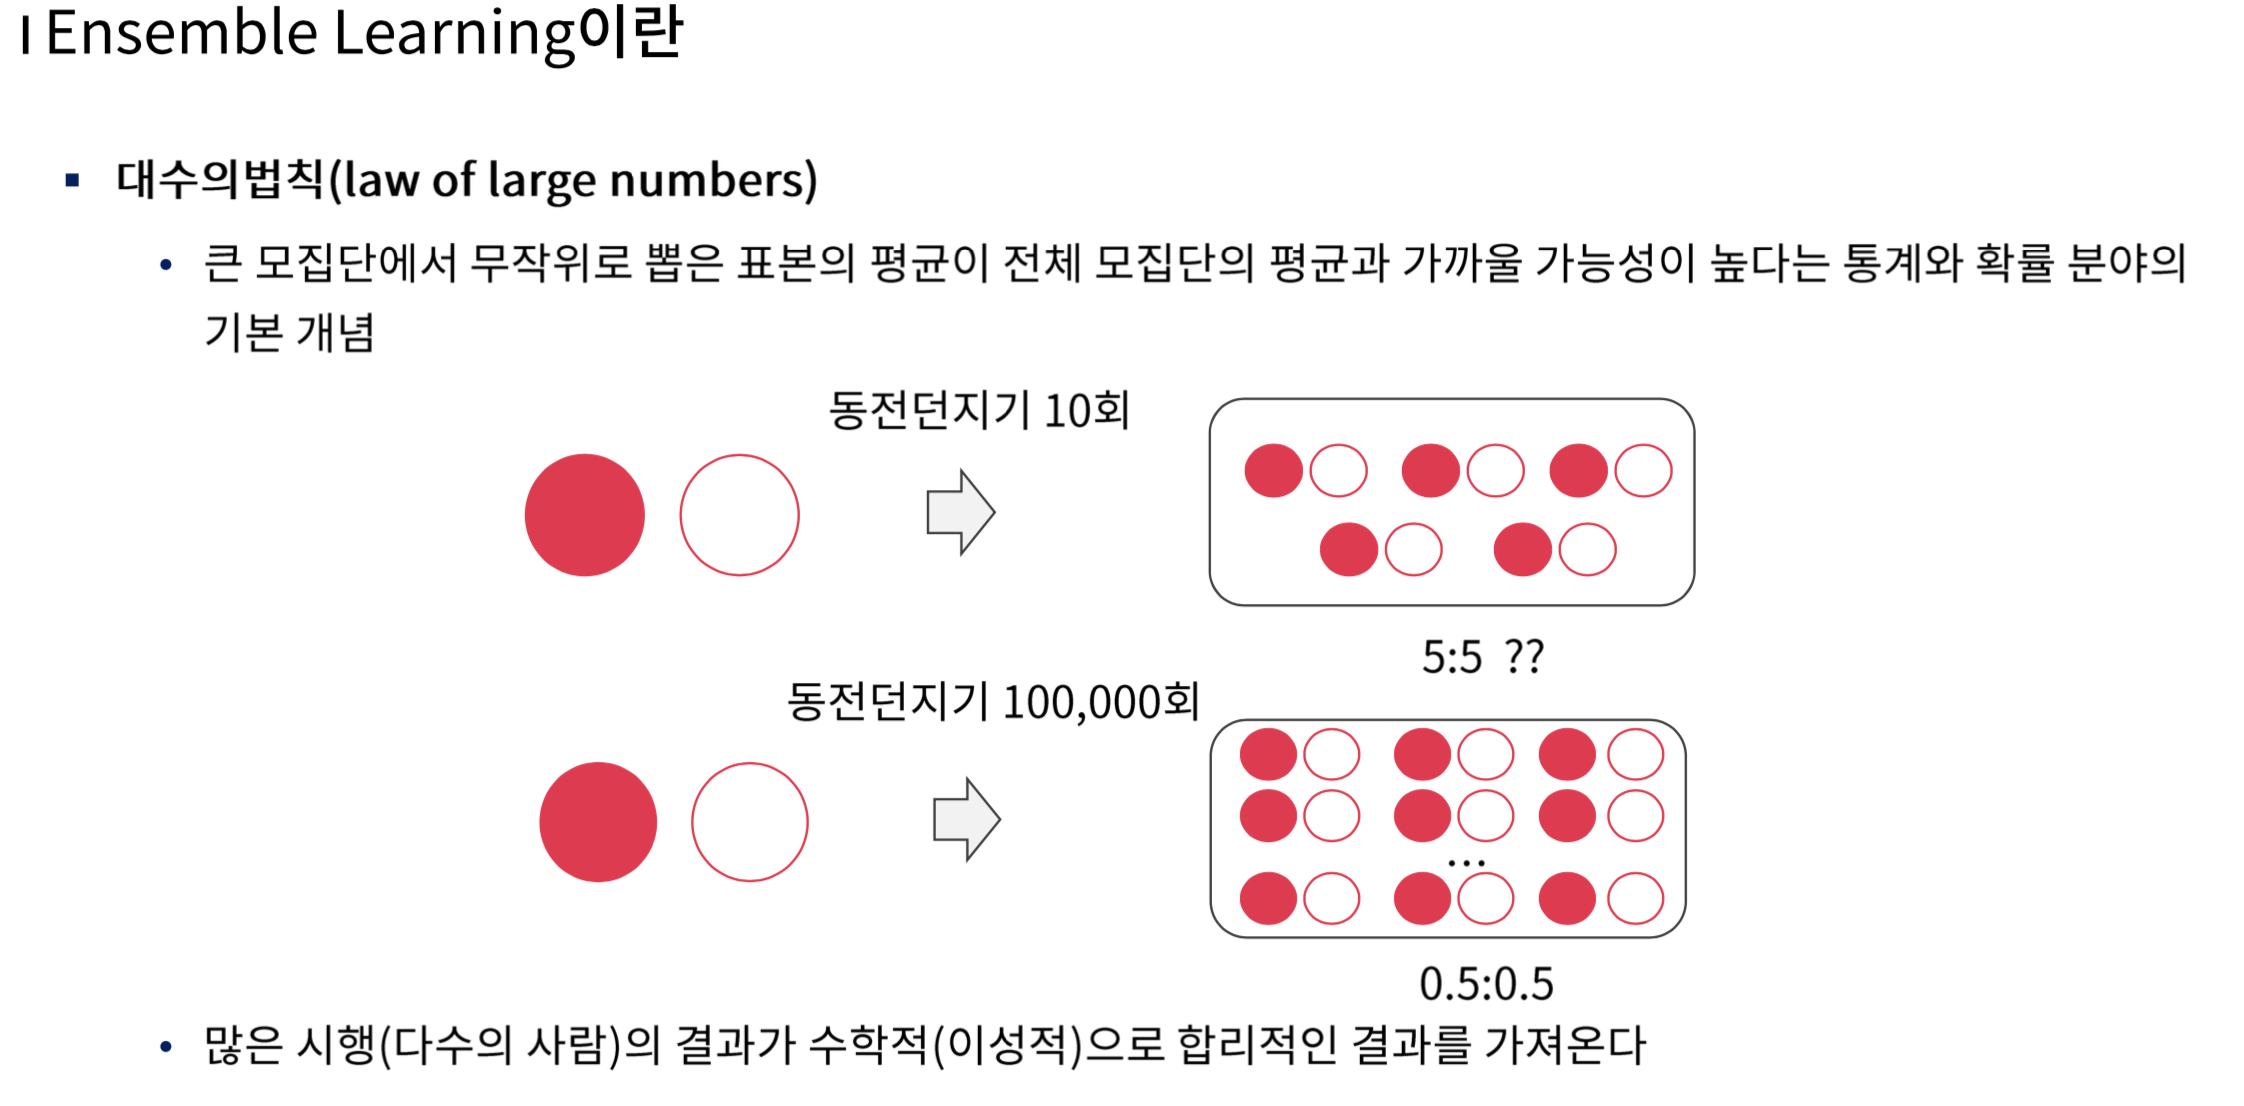 I Ensemble Learning이란
대수의법칙(law of large numbers)
큰 모집단에서 무작위로 뽑은 표본의 평균이 전체 모집단의 평균과 가까울 가능성이 높다는 통계와 확률 분야의
기본 개념
동전던지기 10회
5:5 ??
동전던지기 100,000회
...
0.5:0.5
많은 시행(다수의 사람)의 결과가 수학적(이성적)으로 합리적인 결과를 가져온다